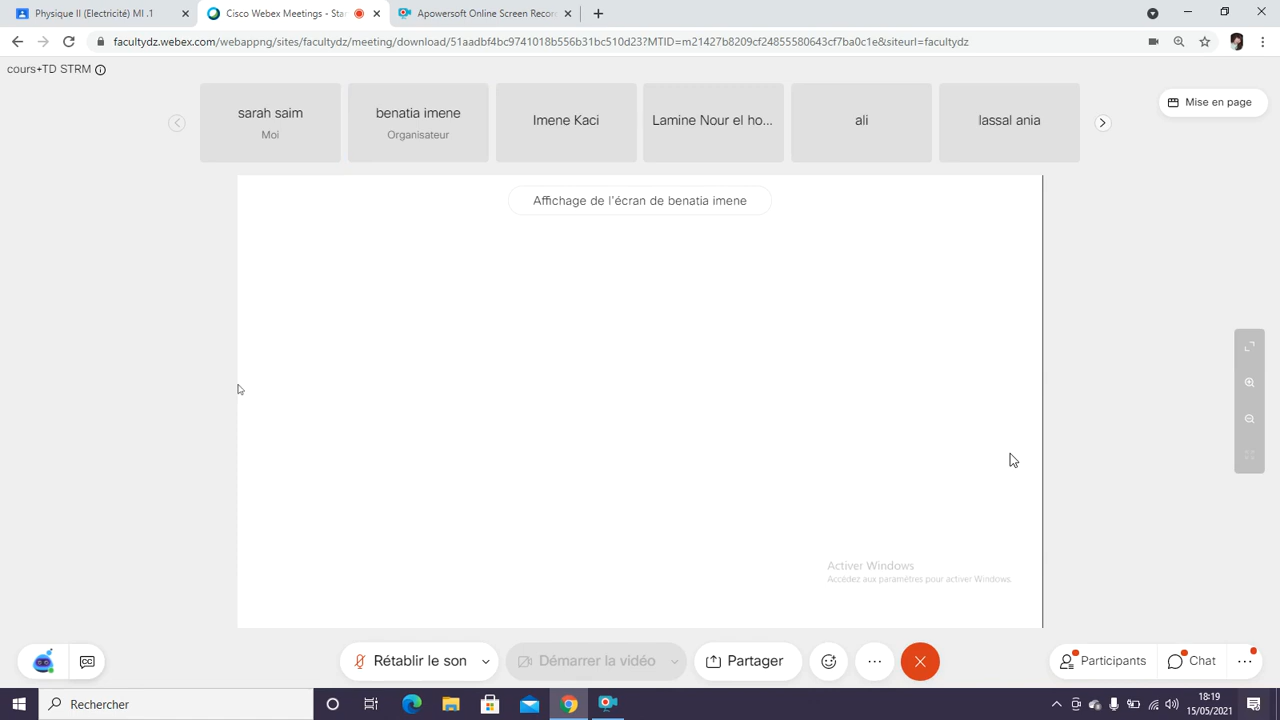 Physique II (Electricité) MI .1
Cisco Webex Meetings - Sta
Apowersoft Online Screen Recor
facultydz.webex.com/webappng/sites/facultydz/meeting/download/51aadbf4bc9741018b556b31bc510d23?MTID=m21427b8209cf24855580643cf7ba0c1e&siteurl=facultydz
cours+TD STRM
sarah saim
Moi
benatia imene
Organisateur
Imene Kaci
Lamine Nour el ho...
ali
lassal ania
Mise en page
Affichage de l'écran de benatia imene
Activer Windows
Accédez aux paramètres pour activer Windows.
CC
Rétablir le son
Démarrer la vidéo
Partager
Participants
Chat
Rechercher
18:19
15/05/2021